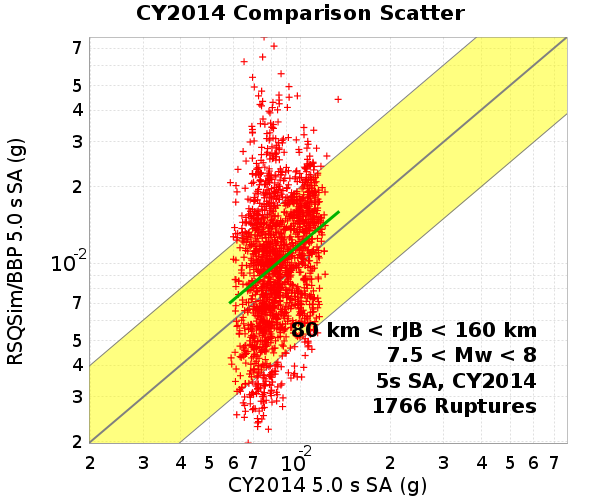 CY2014 Comparison Scatter
RSQSim/BBP 5.0 s SA (g)
7
5
4
3
2
10-2
7
5
4
3
2
80 km < rJB < 160 km
7.5 < Mw < 8
5s SA, CY2014
1766 Ruptures
2 3 4 5 6 7 10-2 2 3 4 5 6 7
CY2014 5.0 s SA (g)